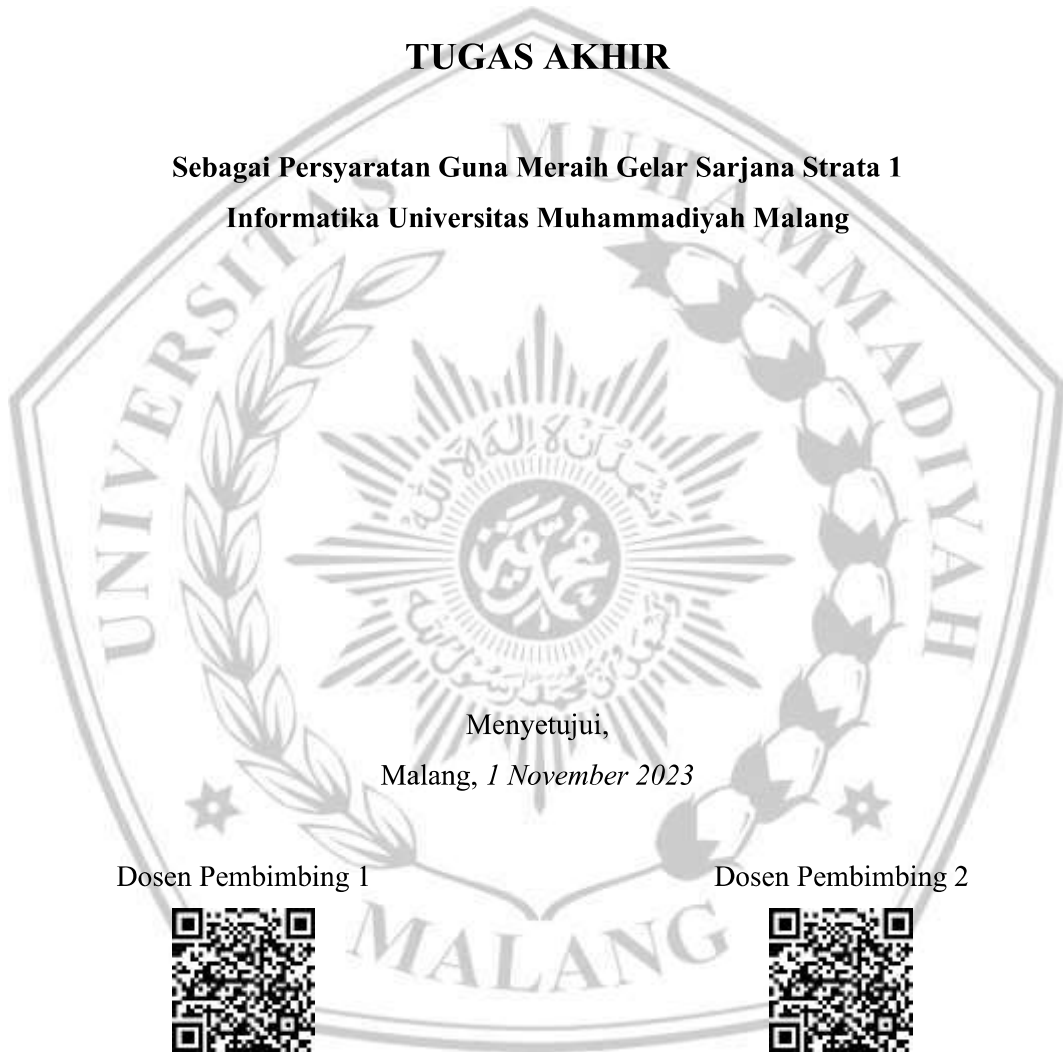 TUGAS AKHIR
Sebagai Persyaratan Guna Meraih Gelar Sarjana Strata 1
Informatika Universitas Muhammadiyah Malang
UNIVERSITAS MUHAMMADIYAH
Menyetujui,
Malang, 1 November 2023
Dosen Pembimbing 1
Dosen Pembimbing 2
MALANG